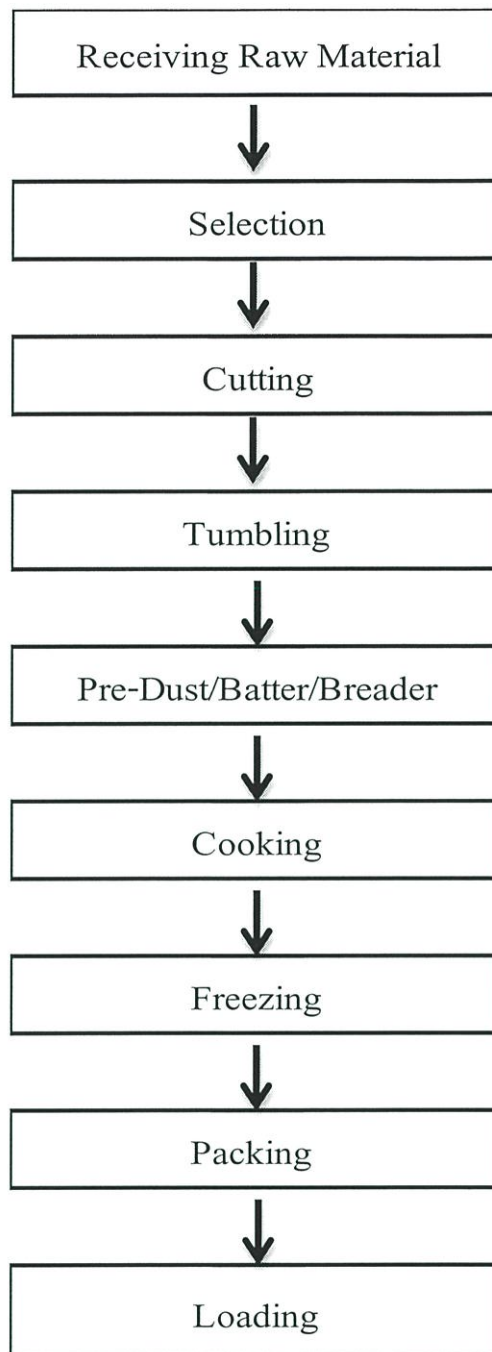 Receiving Raw Material
Selection
Cutting
Tumbling
Pre-Dust/Batter/Breader
Cooking
Freezing
Packing
Loading